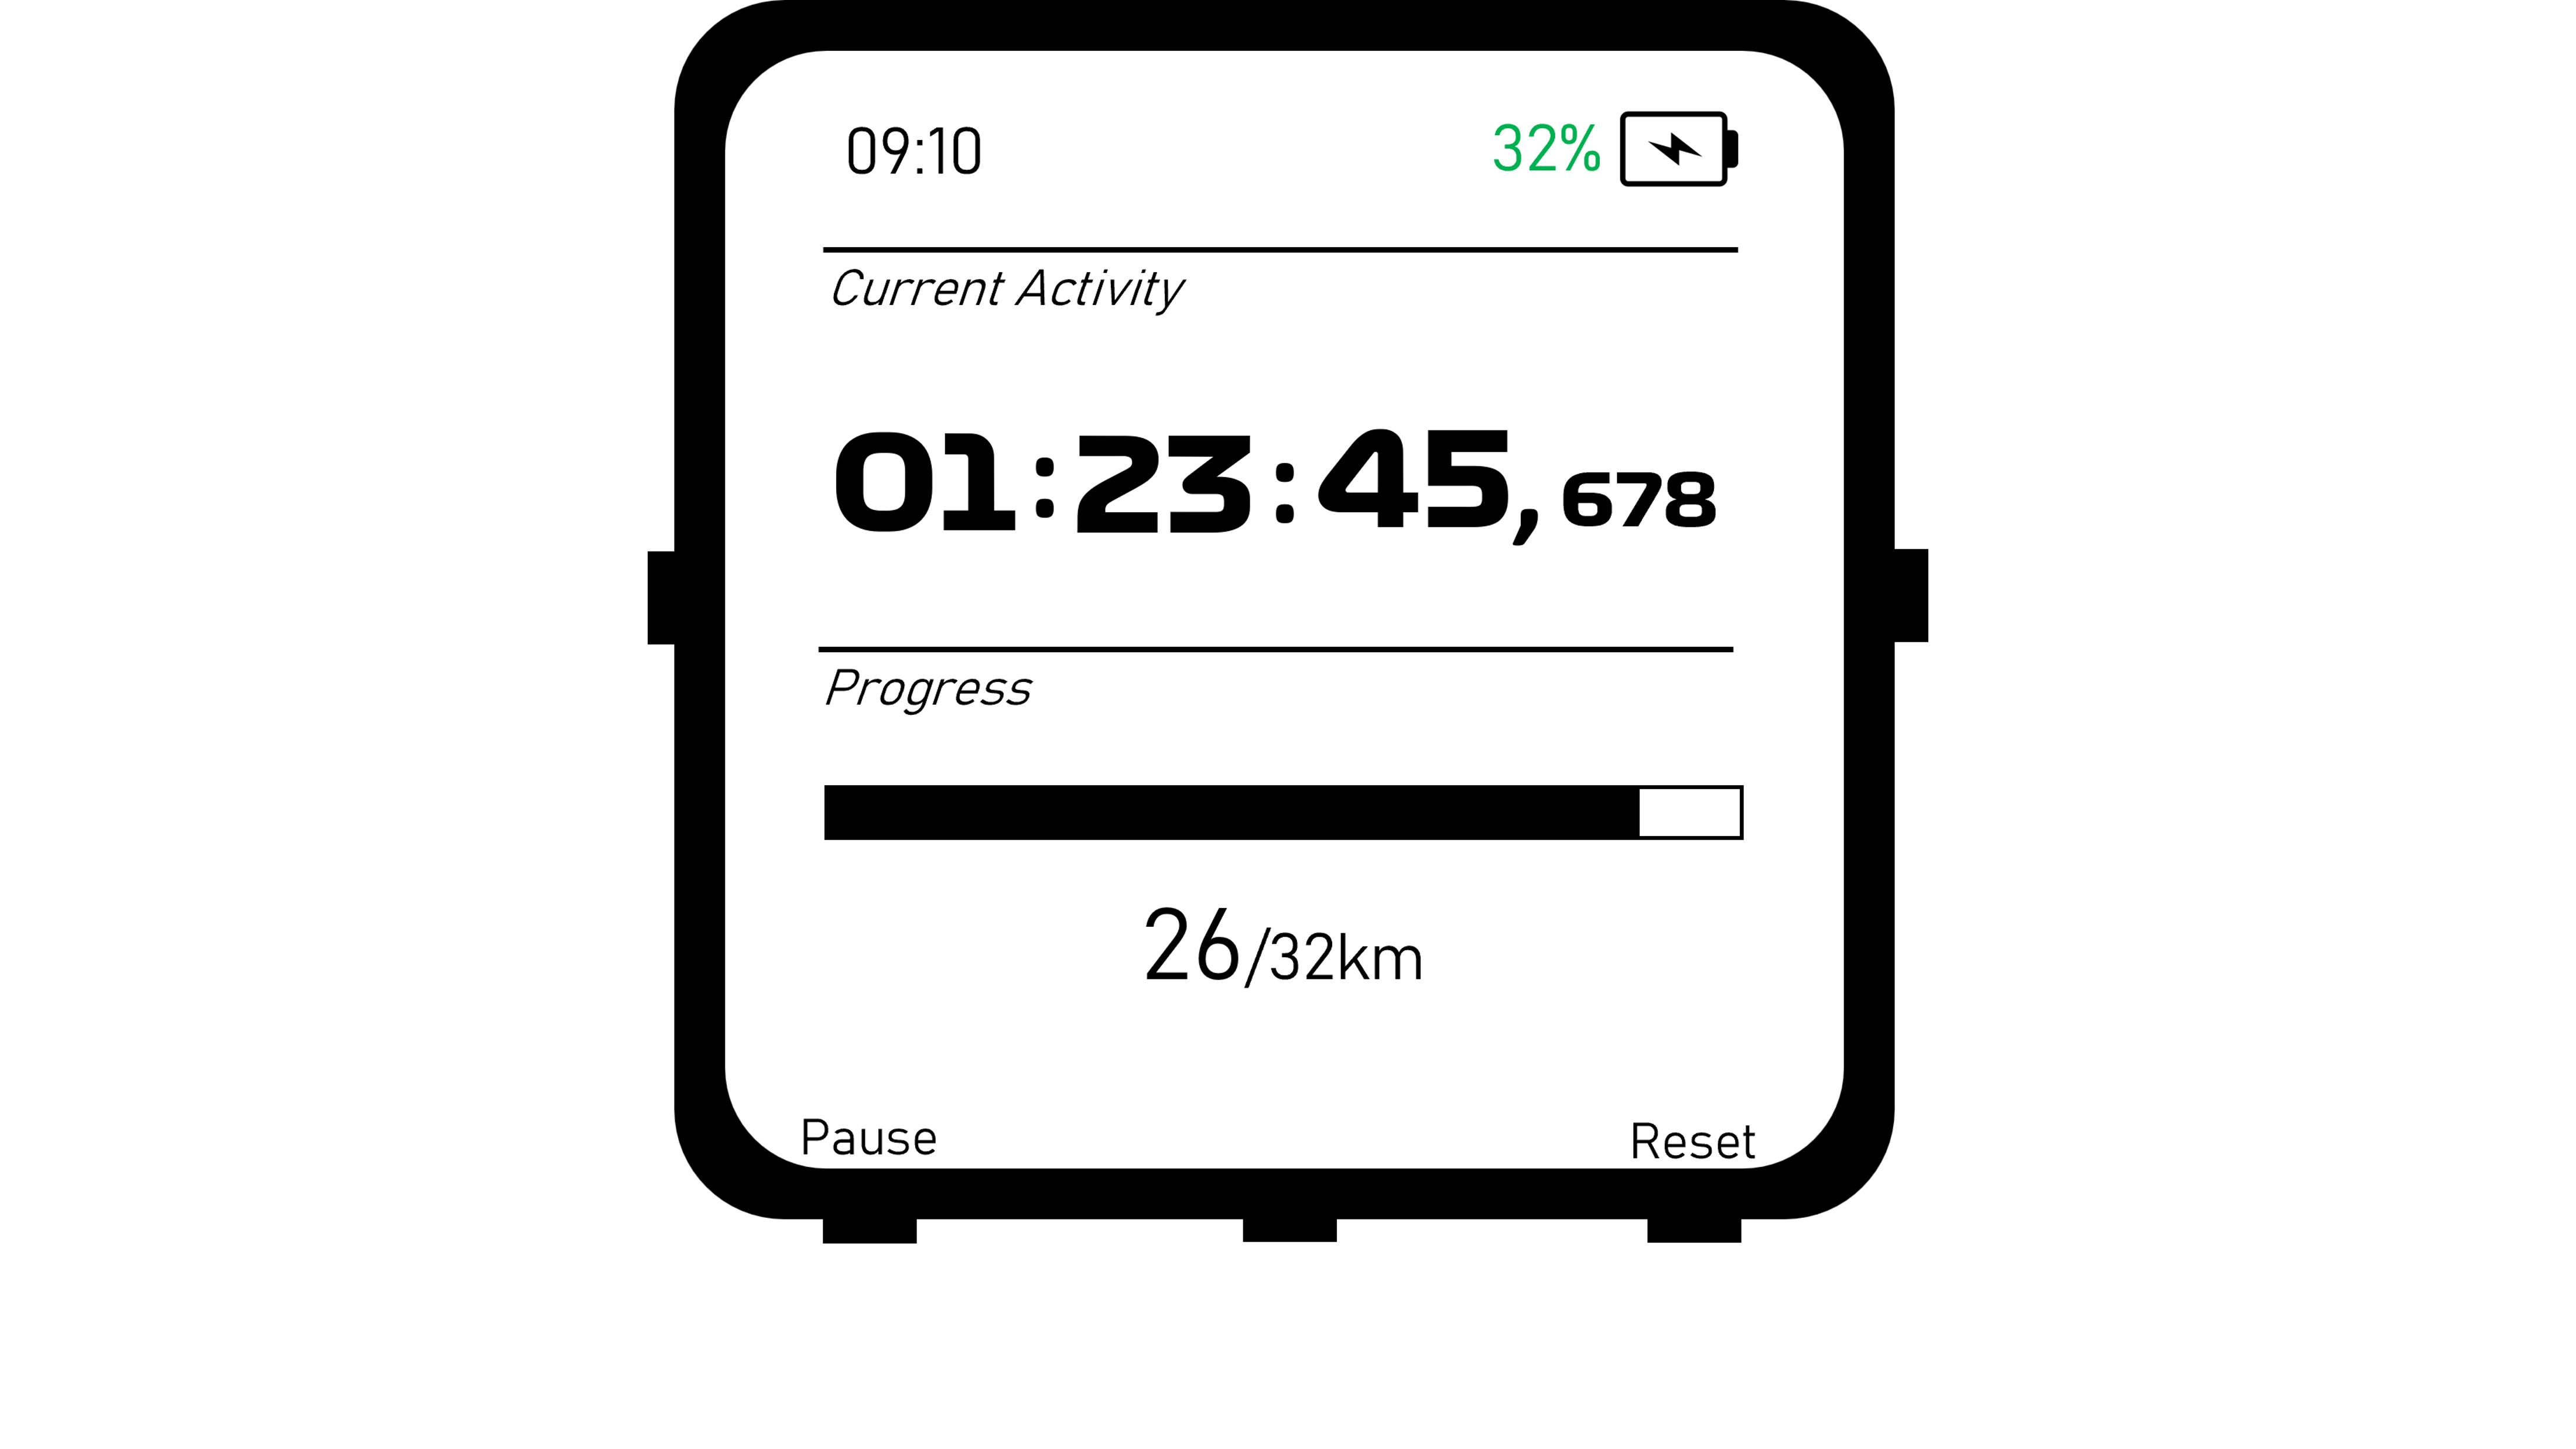 09:10 32%
Current Activity
01:23:45,678
Progress
26/32km
Pause Reset